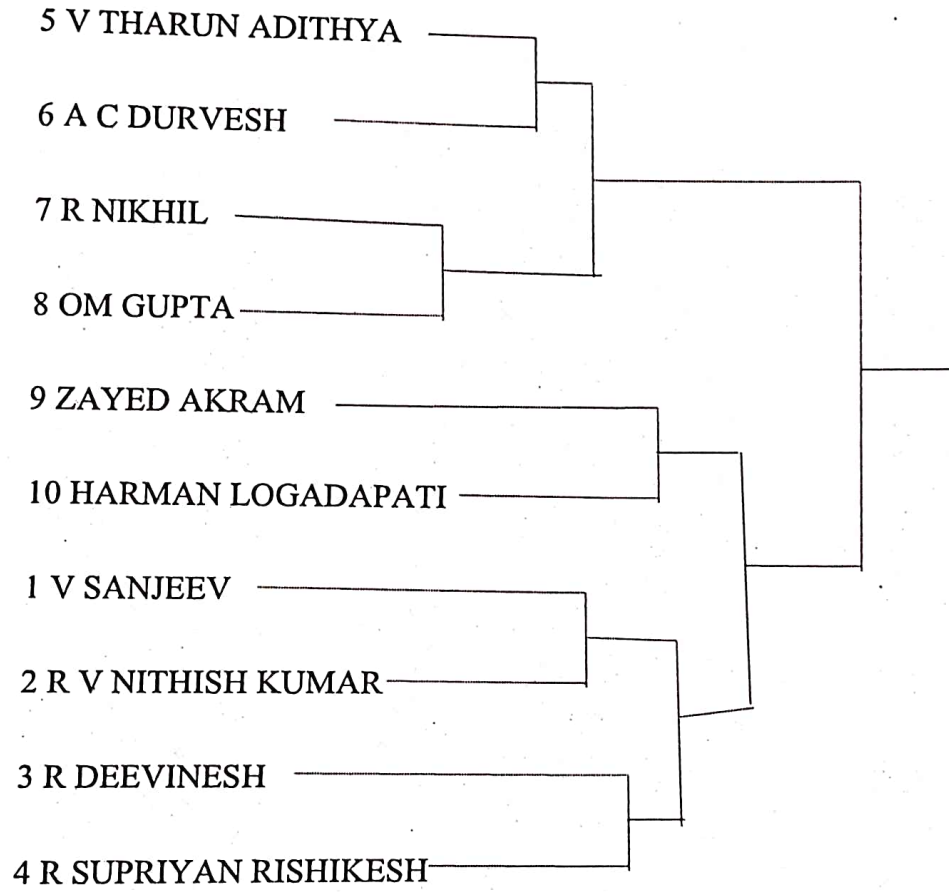 5 V THARUN ADITHYA
6 A C DURVESH
7 R NIKHIL
8 OM GUPTA
9 ZAYED AKRAM
10 HARMAN LOGADAPATI
1 V SANJEEV
2 R V NITHISH KUMAR
3 R DEEVINESH
4 R SUPRIYAN RISHIKESH